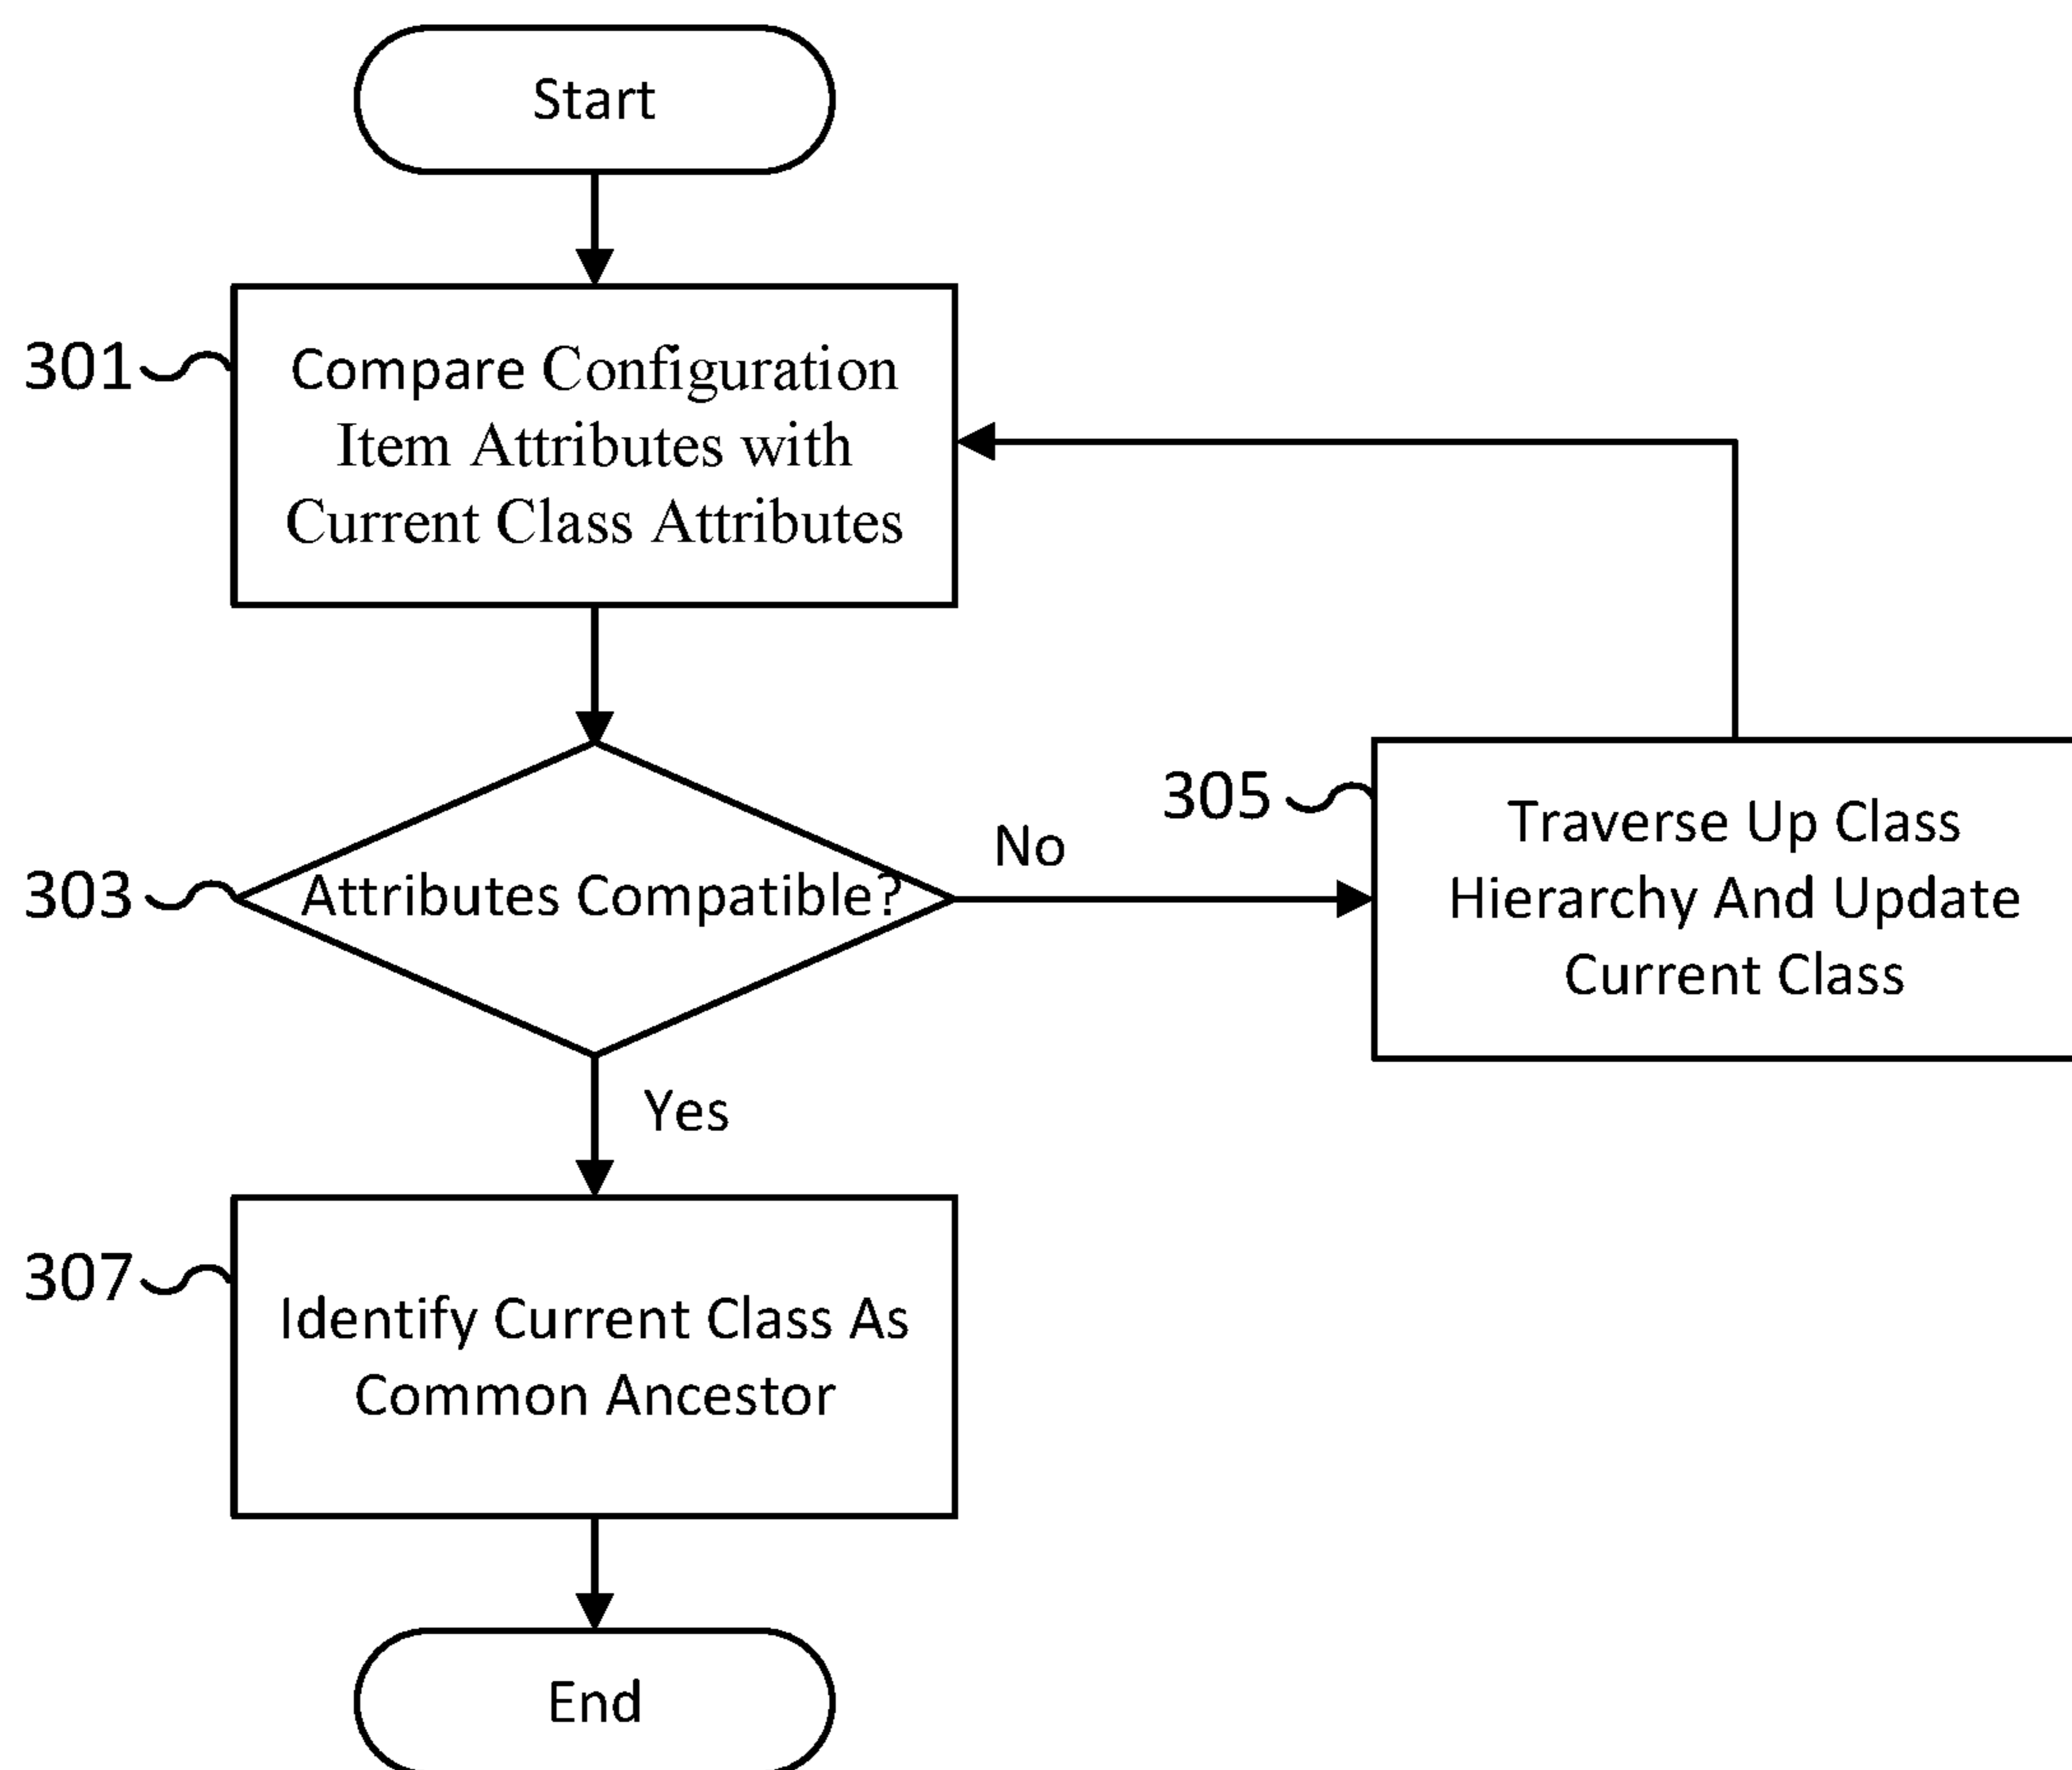 Start
301
Compare Configuration
Item Attributes with
Current Class Attributes
303
Attributes Compatible?
No
305
Traverse Up Class
Hierarchy And Update
Current Class
Yes
307
Identify Current Class As
Common Ancestor
End